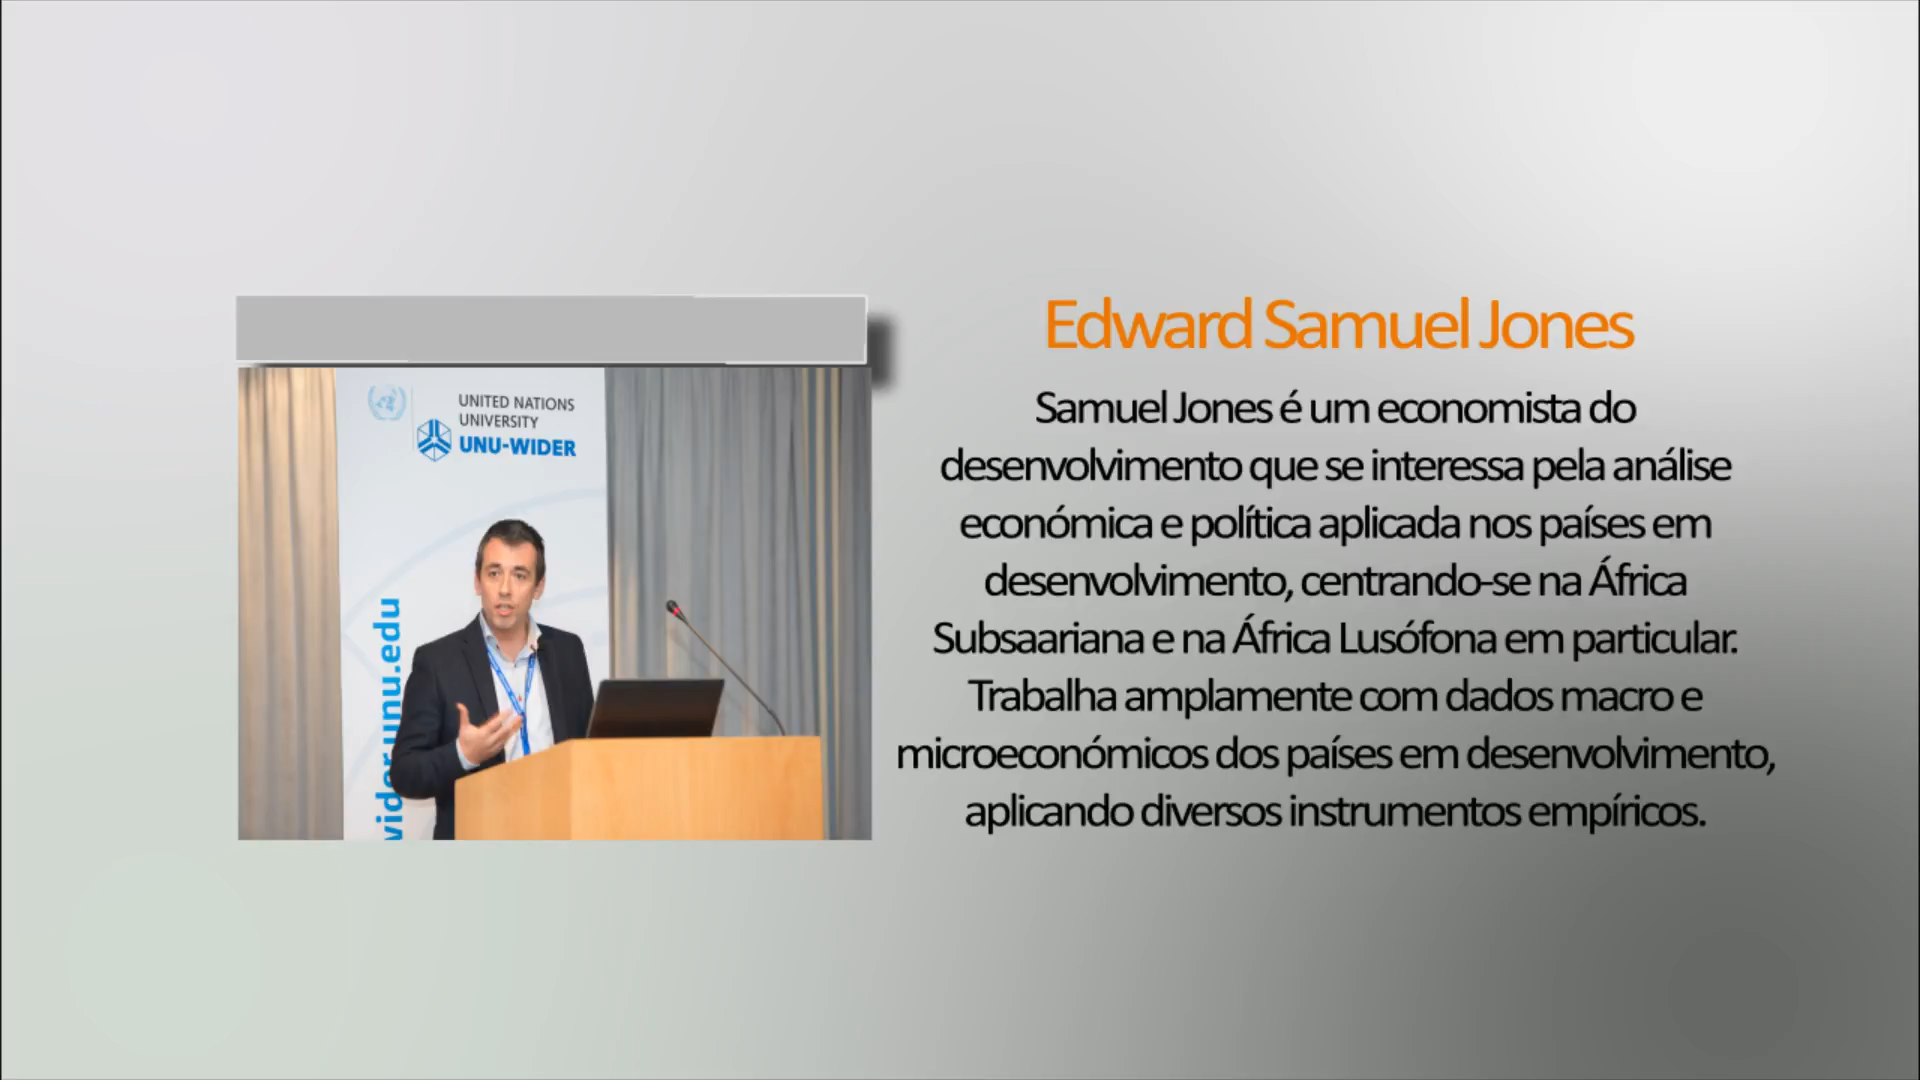 UNITED NATIONS
UNIVERSITY
UNU-WIDER
wider.unu.edu
Edward Samuel Jones
Samuel Jones é um economista do
desenvolvimento que se interessa pela análise
económica e política aplicada nos países em
desenvolvimento, centrando-se na África
Subsaariana e na África Lusófona em particular.
Trabalha amplamente com dados macro e
microeconómicos dos países em desenvolvimento,
aplicando diversos instrumentos empíricos.